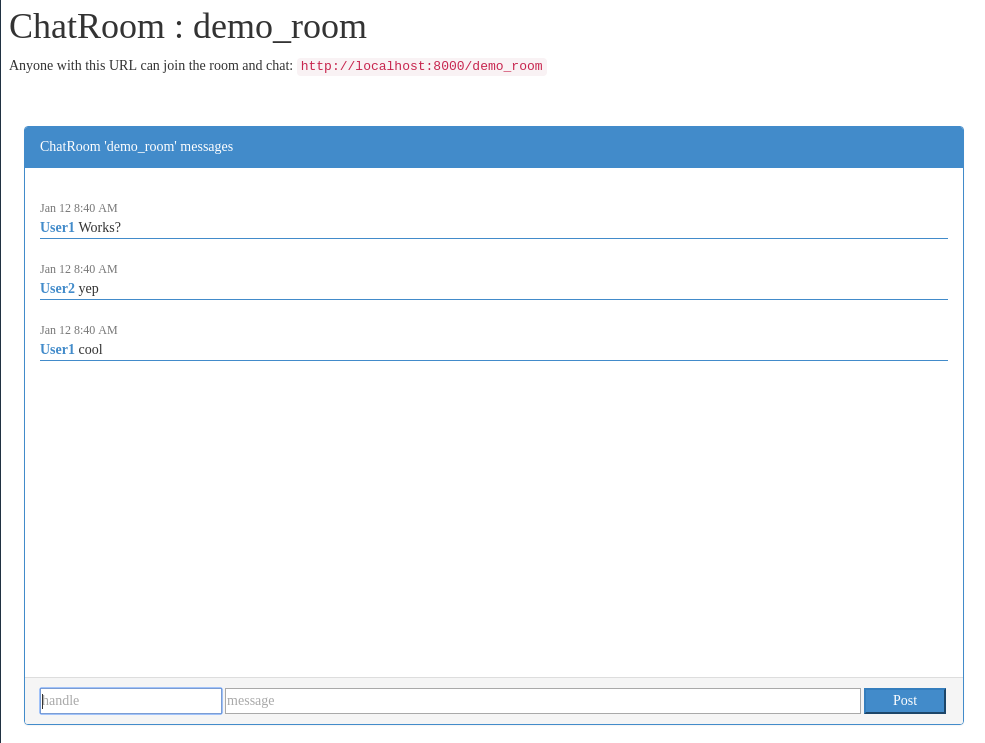 ChatRoom : demo_room
Anyone with this URL can join the room and chat: http://localhost:8000/demo_room
ChatRoom 'demo_room' messages
Jan 12 8:40 AM
User1 Works?
Jan 12 8:40 AM
User2 yep
Jan 12 8:40 AM
User1 cool
handle message Post